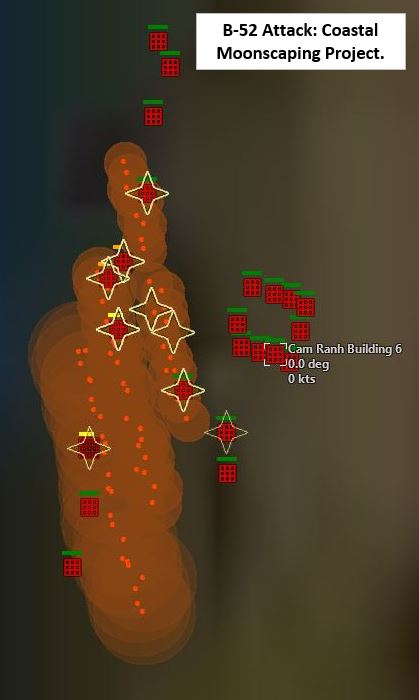 B-52 Attack: Coastal
Moonscaping Project.
Cam Ranh Building 6
0.0 deg
0 kts